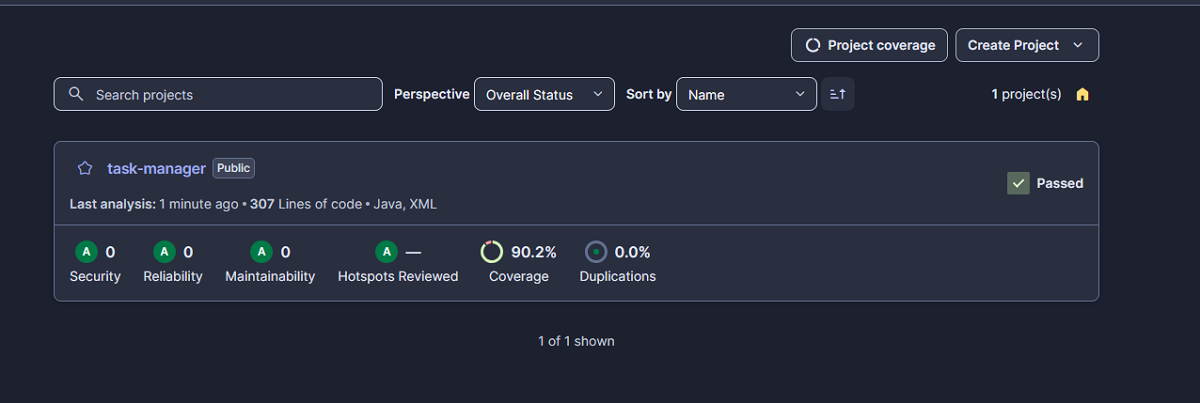 Project coverage Create Project
Search projects Perspective Overall Status Sort by Name 1 project(s)
task-manager Public
Passed
Last analysis: 1 minute ago • 307 Lines of code • Java, XML
A 0 A 0 A 0 A — 90.2% 0.0%
Security Reliability Maintainability Hotspots Reviewed Coverage Duplications
1 of 1 shown